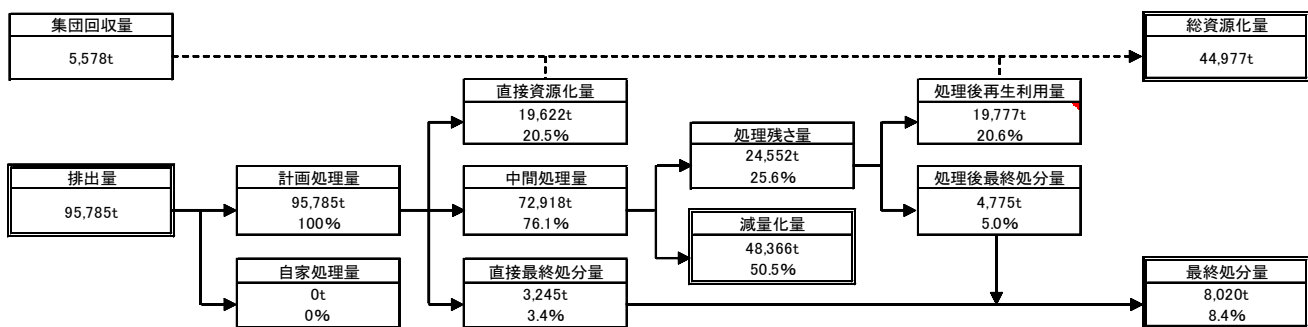 集団回収量
5,578t
総資源化量
44,977t
直接資源化量
19,622t
20.5%
処理後再生利用量
19,777t
20.6%
処理残さ量
24,552t
25.6%
排出量
95,785t
計画処理量
95,785t
100%
中間処理量
72,918t
76.1%
処理後最終処分量
4,775t
5.0%
減量化量
48,366t
50.5%
自家処理量
0t
0%
直接最終処分量
3,245t
3.4%
最終処分量
8,020t
8.4%